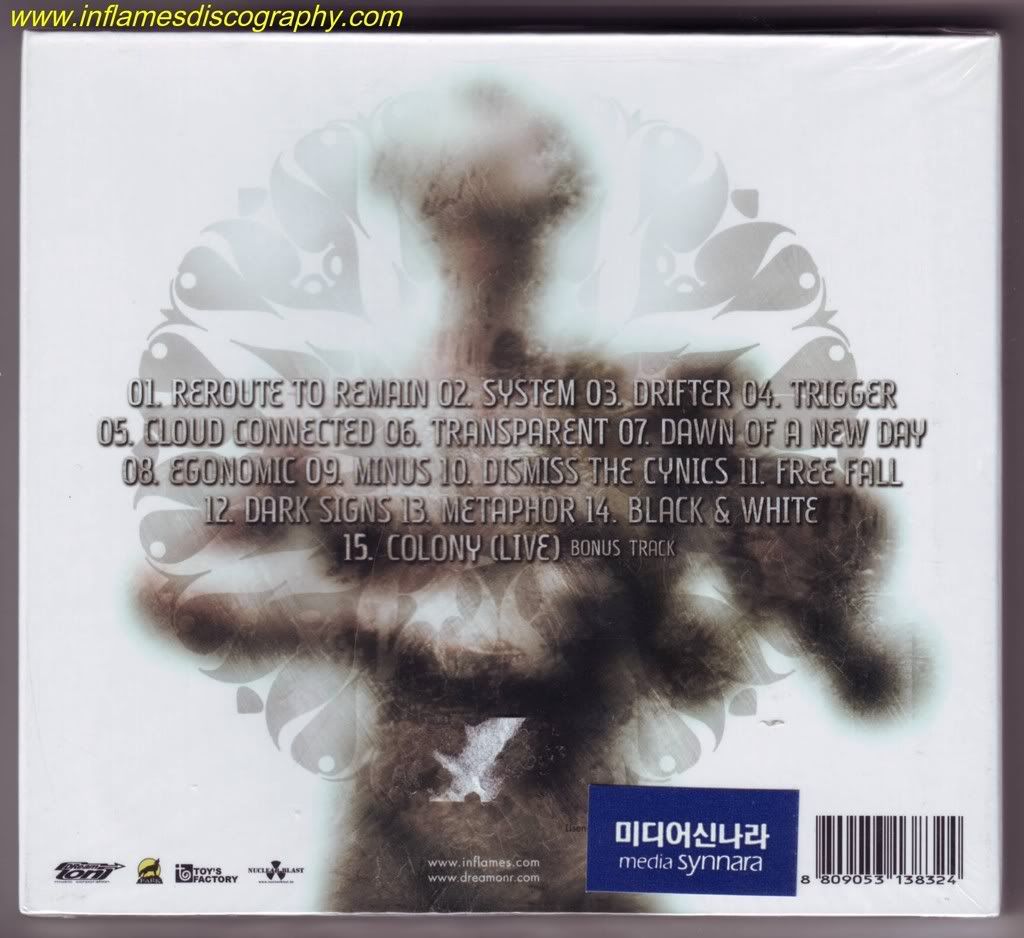 www.inflamesdiscography.com
01. REROUTE TO REMAIN 02. SYSTEM 03. DRIFTER 04. TRIGGER
05. CLOUD CONNECTED 06. TRANSPARENT 07. DAWN OF A NEW DAY
08. EGONOMIC 09. MINUS 10. DISMISS THE CYNICS 11. FREE FALL
12. DARK SIGNS 13. METAPHOR 14. BLACK & WHITE
15. COLONY (LIVE) BONUS TRACK
미디어신나라
media synnara
PARK
TOY'S
FACTORY
NUCLEAR BLAST
www.inflames.com
www.dreamonr.com
8 809053 138324